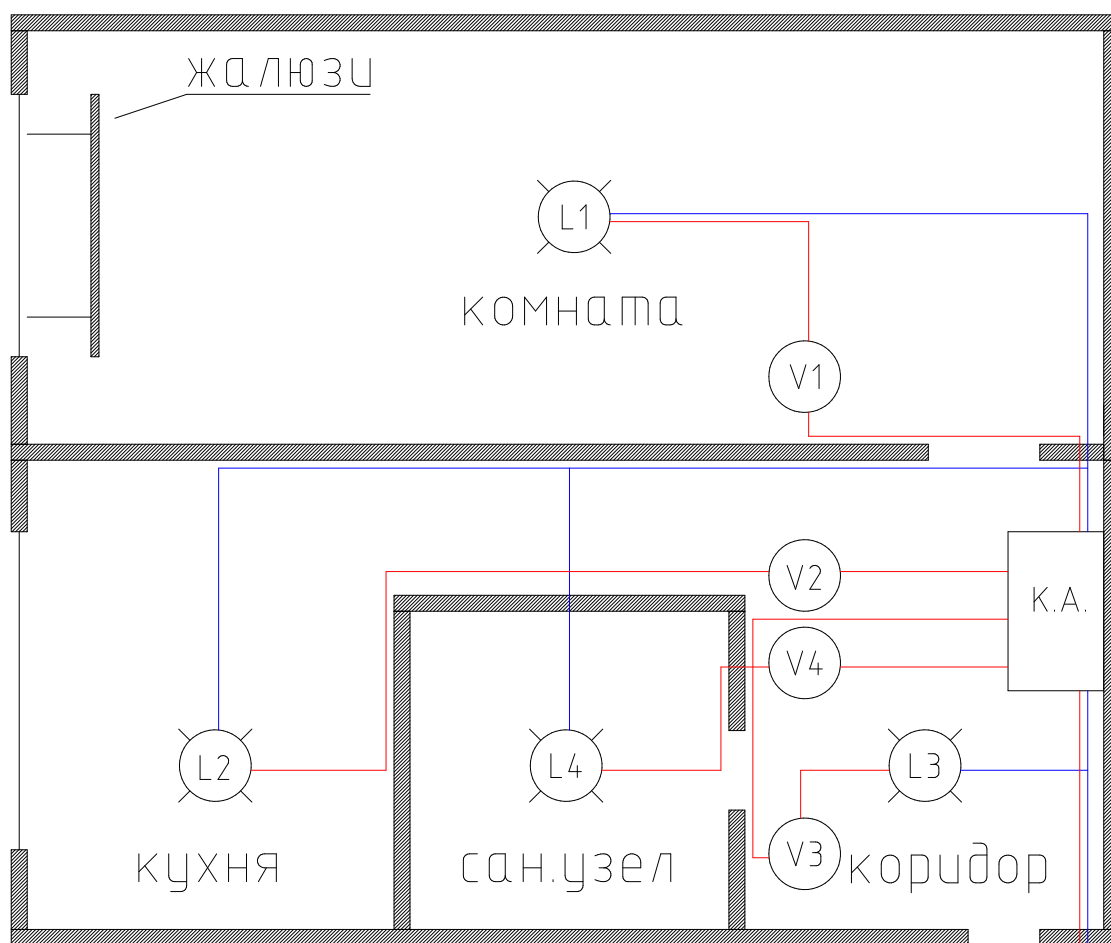 жалюзи
L1
комната
V1
V2
К.А.
V4
L2
L4
L3
V3
кухня
сан.узел
коридор